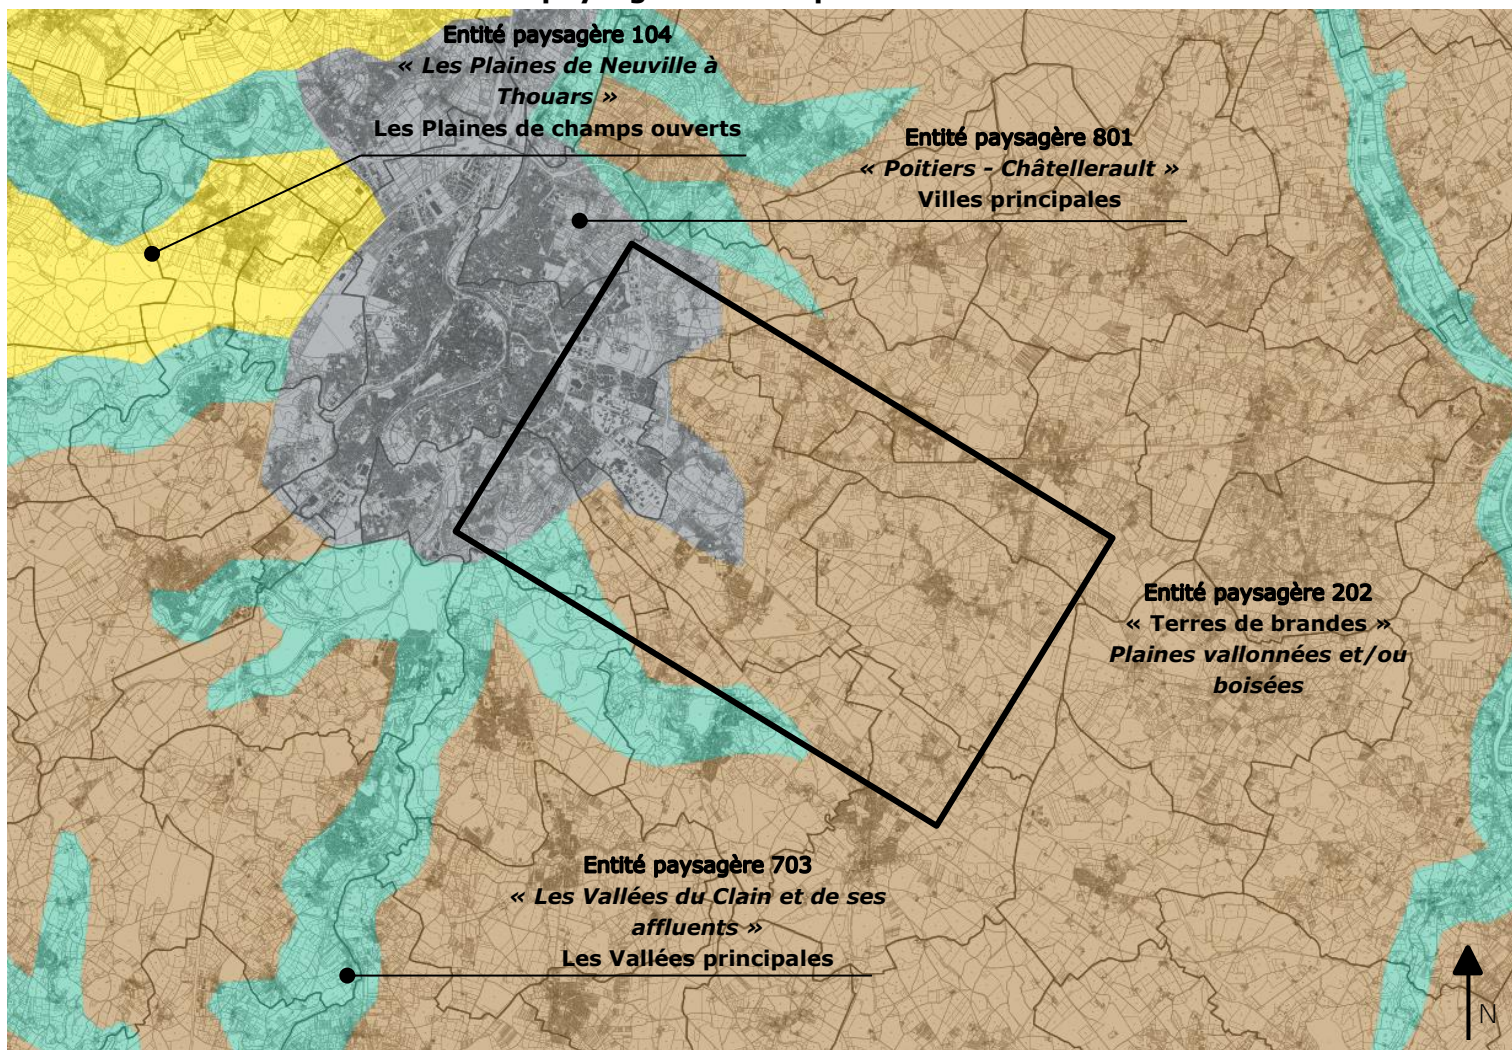 Entité paysagère 104
« Les Plaines de Neuville à
Thouars »
Les Plaines de champs ouverts
Entité paysagère 801
« Poitiers - Châtellerault »
Villes principales
Entité paysagère 202
« Terres de brandes »
Plaines vallonnées et/ou
boisées
Entité paysagère 703
« Les Vallées du Clain et de ses
affluents »
Les Vallées principales
N